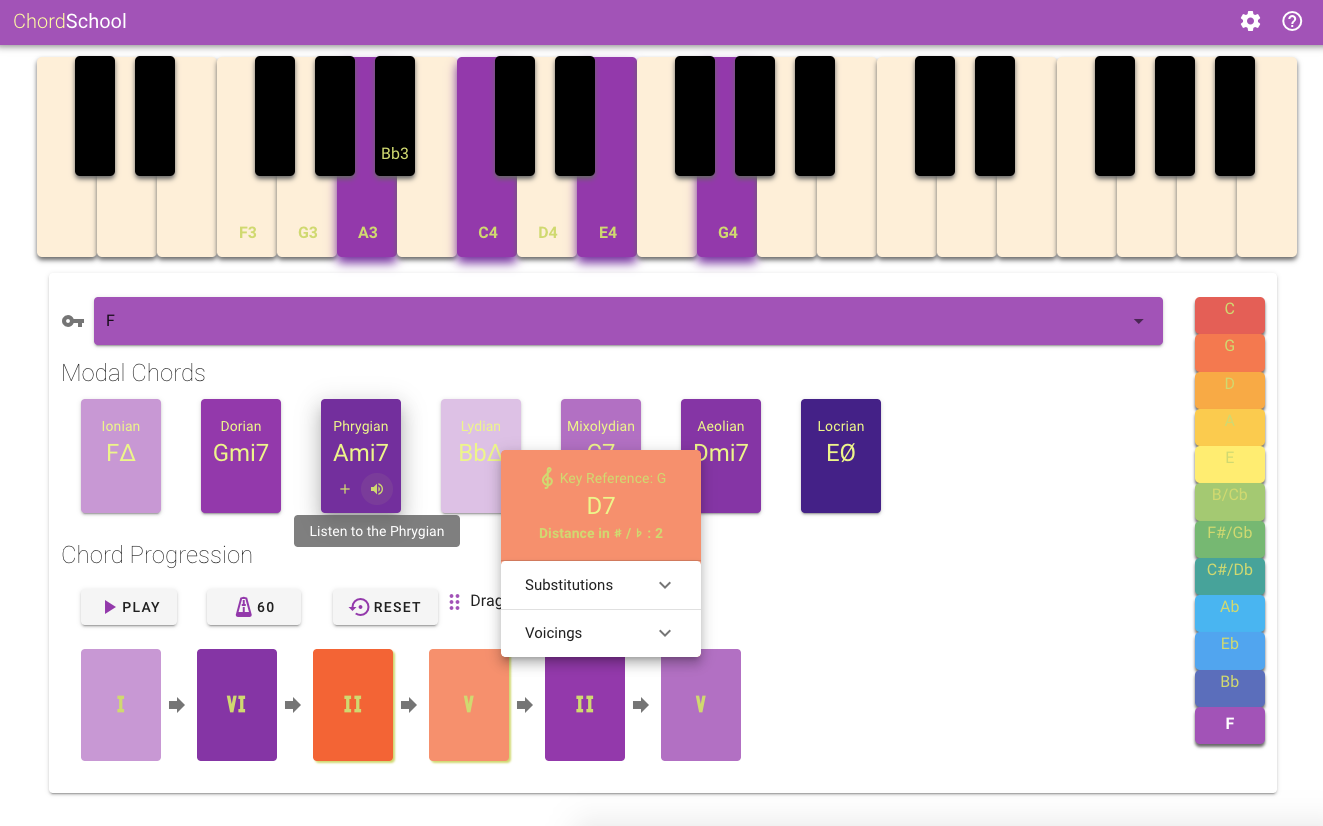 ChordSchool
Bb3
F3 G3 A3 C4 D4 E4 G4
F
Modal Chords
Ionian
FΔ
Dorian
Gmi7
Phrygian
Ami7
+
Lydian
BbΔ
Mixolydian
C7
Aeolian
Dmi7
Locrian
EØ
Listen to the Phrygian
Key Reference: G
D7
Distance in # / ♭ : 2
Substitutions
Voicings
Chord Progression
PLAY
60
RESET
Drag
I
VI
II
V
II
V
C
G
D
E
B/Cb
F#/Gb
C#/Db
Ab
Eb
Bb
F